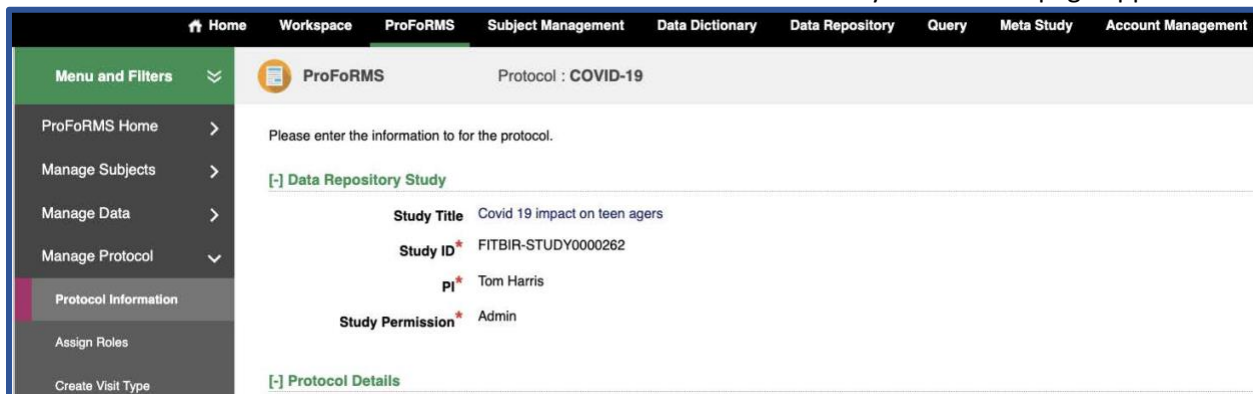 Home Workspace ProFoRMS Subject Management Data Dictionary Data Repository Query Meta Study Account Management
Menu and Filters
ProFoRMS Protocol : COVID-19
ProFoRMS Home
Manage Subjects
Manage Data
Manage Protocol
Protocol Information
Assign Roles
Create Visit Type
Please enter the information to for the protocol.
[-] Data Repository Study
Study Title Covid 19 impact on teen agers
Study ID* FITBIR-STUDY0000262
PI* Tom Harris
Study Permission* Admin
[-] Protocol Details